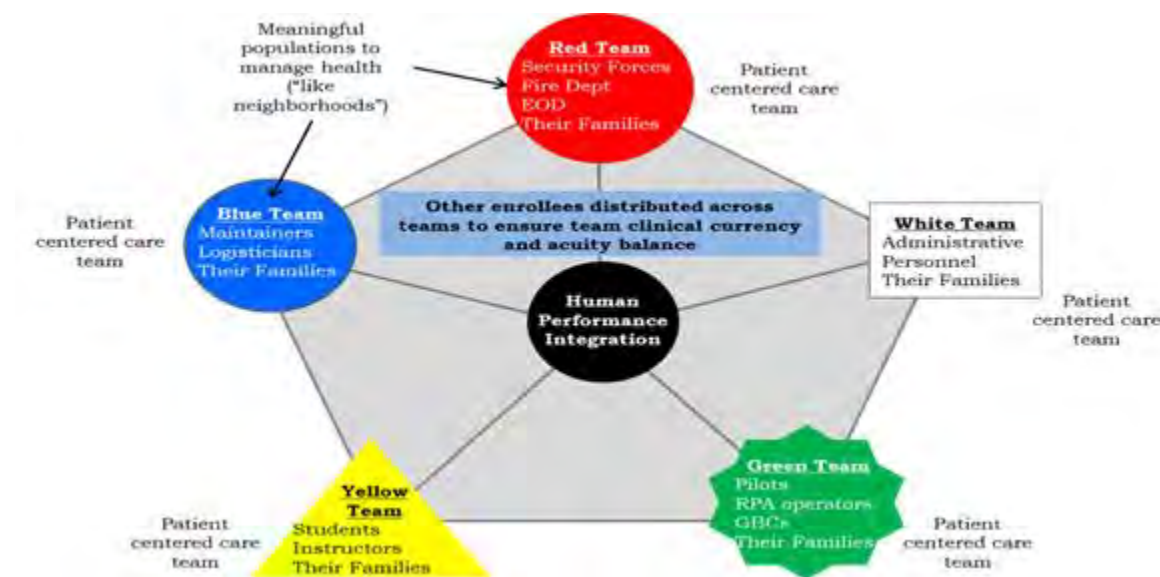 Meaningful
populations to
manage health
("like
neighborhoods")
Red Team
Security Forces
Fire Dept
EOD
Their Families
Patient
centered care
team
Blue Team
Maintainers
Logisticians
Their Families
Patient
centered care
team
Other enrollees distributed across
teams to ensure team clinical currency
and acuity balance
White Team
Administrative
Personnel
Their Families
Patient
centered care
team
Human
Performance
Integration
Yellow
Team
Students
Instructors
Their Families
Patient
centered care
team
Green Team
Pilots
RPA operators
GBCs
Their Families
Patient
centered care
team